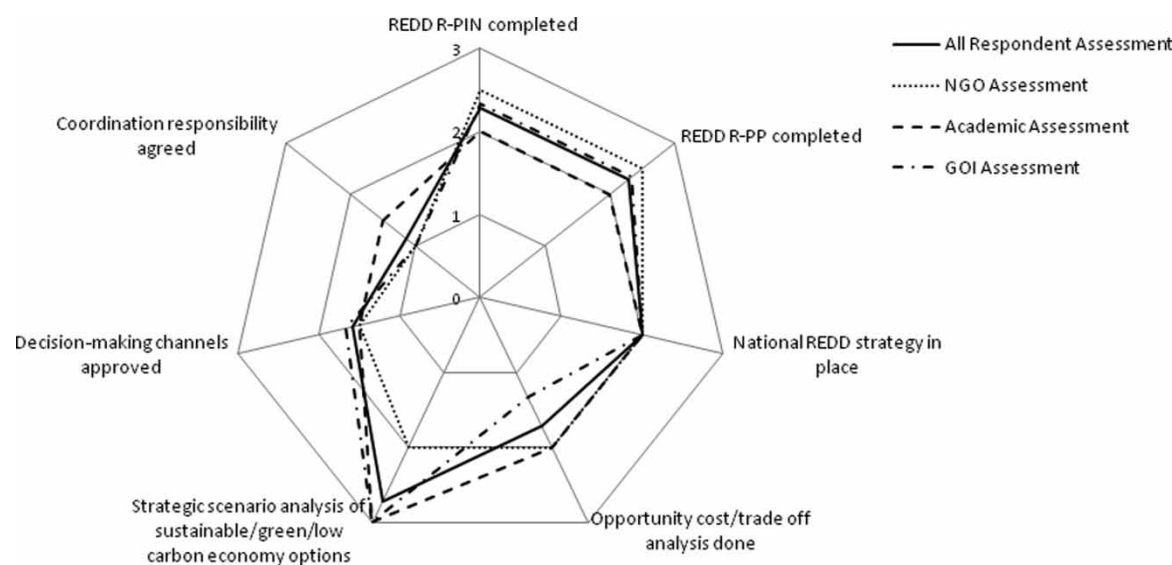 REDD R-PIN completed
3
2
1
0
REDD R-PP completed
National REDD strategy in
place
Opportunity cost/trade off
analysis done
Strategic scenario analysis of
sustainable/green/low
carbon economy options
Decision-making channels
approved
Coordination responsibility
agreed
All Respondent Assessment
NGO Assessment
Academic Assessment
GOI Assessment